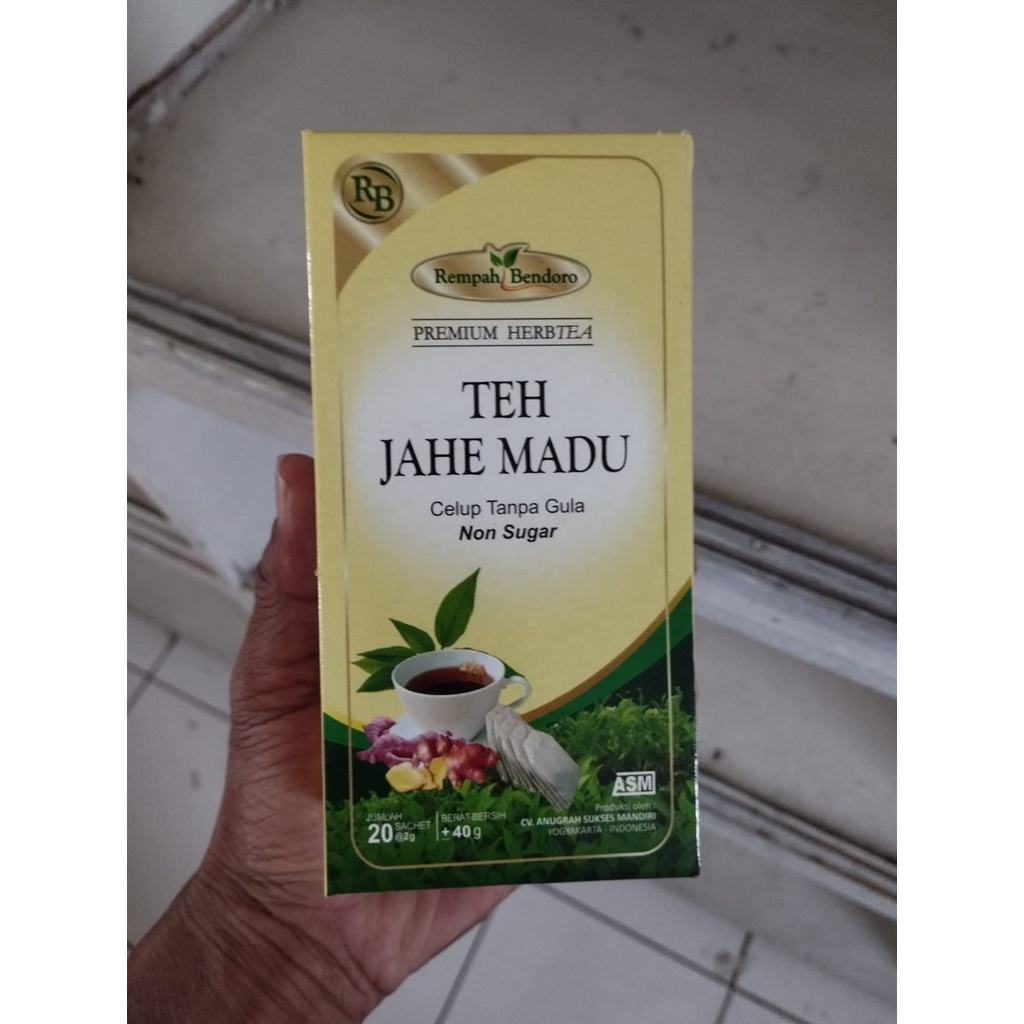 RB
Rempah Bendoro
PREMIUM HERBTEA
TEH
JAHE MADU
Celup Tanpa Gula
Non Sugar
ASM
Produksi oleh :
CV. ANUGRAH SUKSES MANDIRI
YOGYAKARTA - INDONESIA
JUMLAH
20 SACHET
@2g
BERAT BERSIH
± 40 g